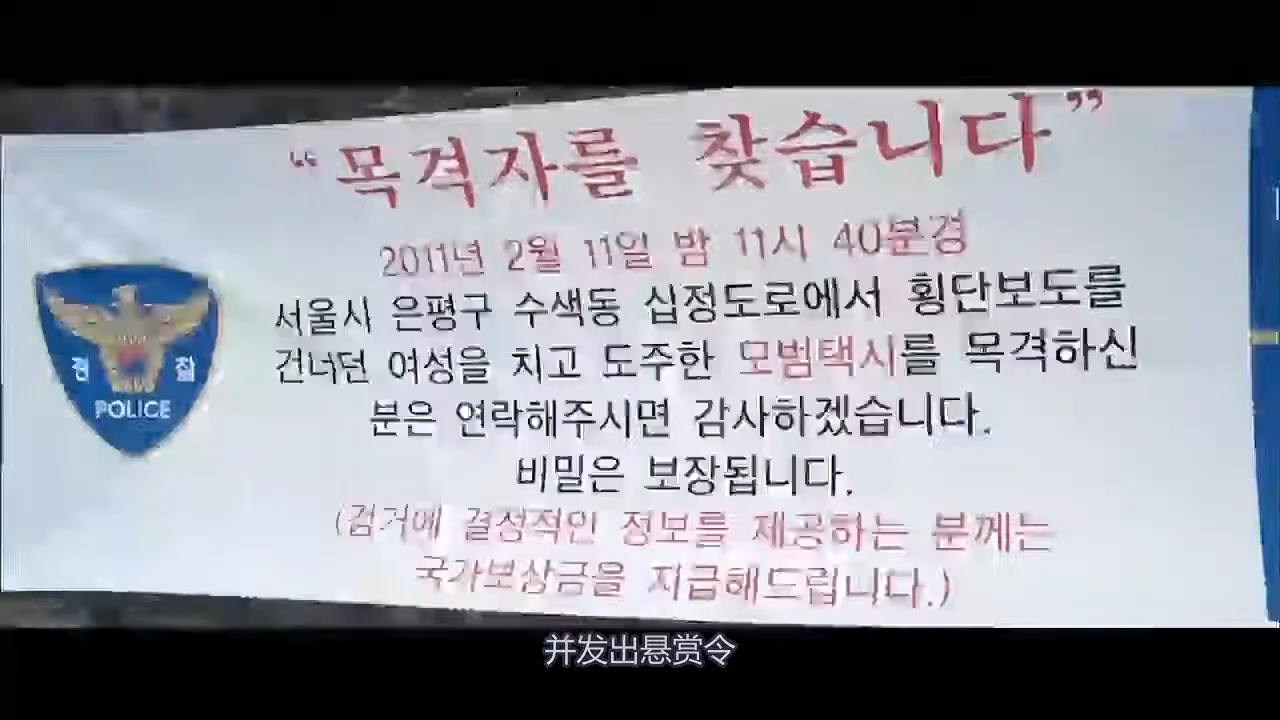 “목격자를 찾습니다”
2011년 2월 11일 밤 11시 40분경
서울시 은평구 수색동 십정도로에서 횡단보도를
건너던 여성을 치고 도주한 모범택시를 목격하신
분은 연락해주시면 감사하겠습니다.
비밀은 보장됩니다.
(검거에 결정적인 정보를 제공하는 분께는
국가보상금을 지급해드립니다.)
경 찰
POLICE
并发出悬赏令